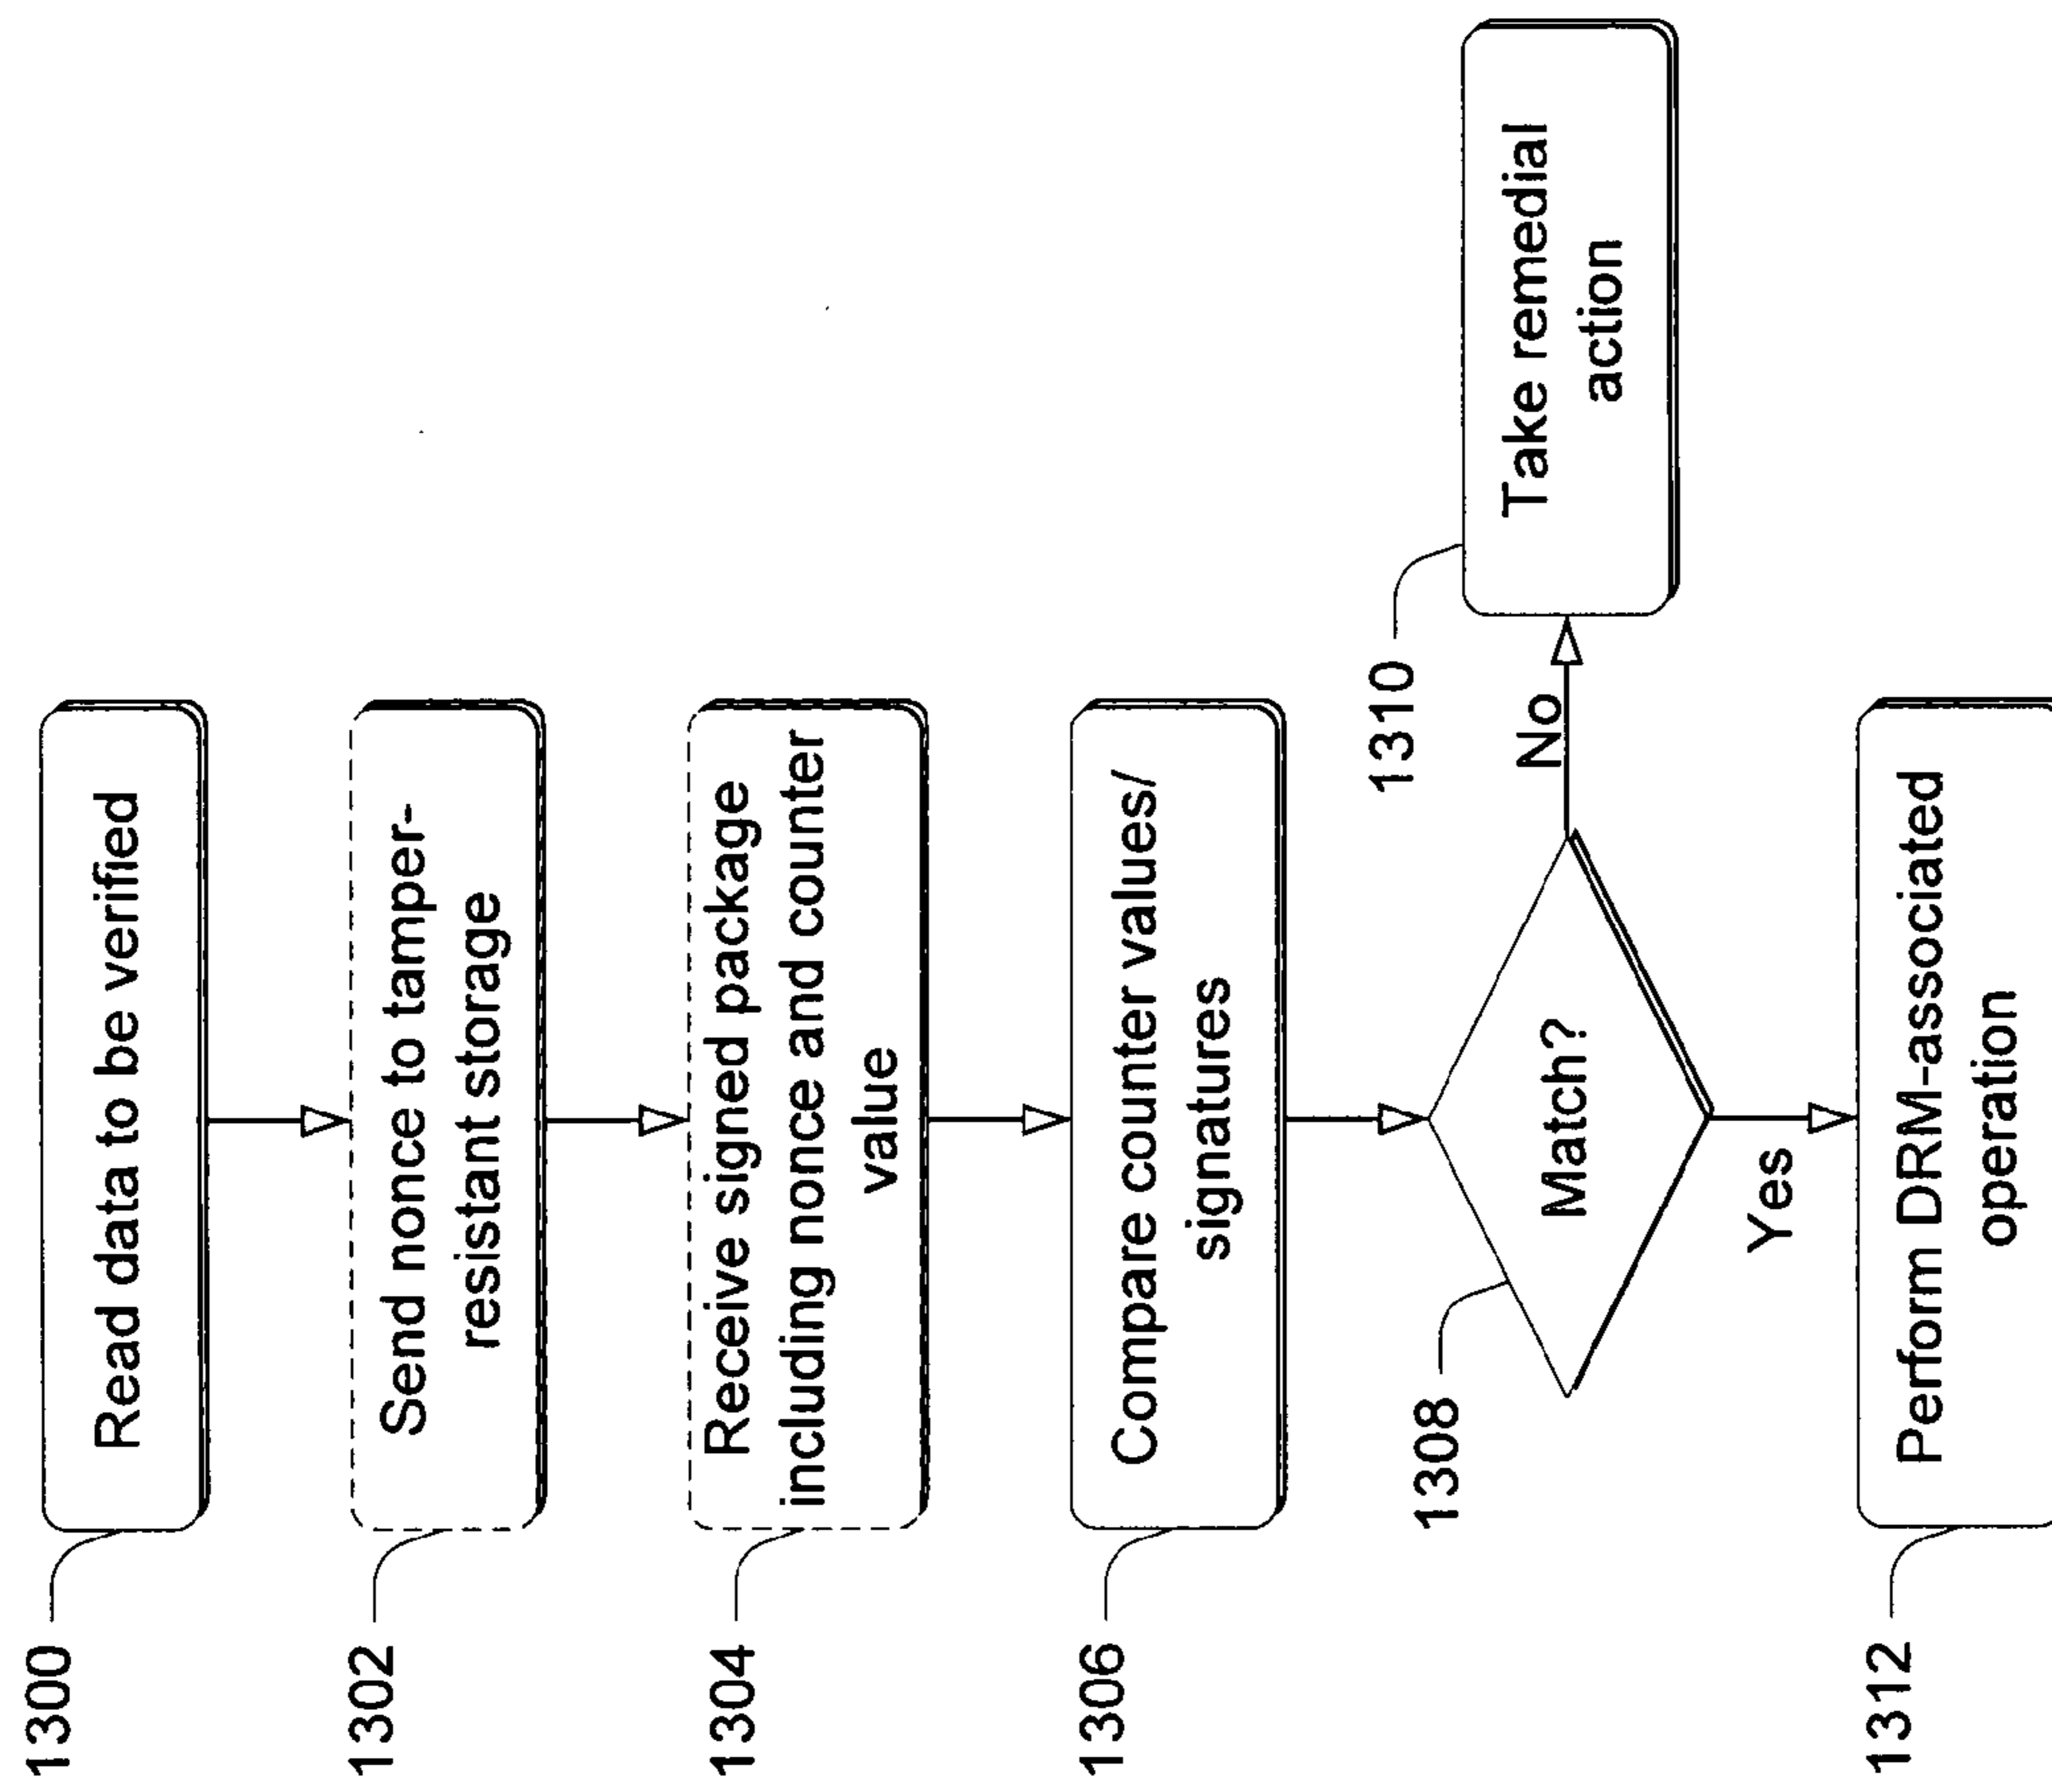 1300
Read data to be verified
1302
Send nonce to tamper-
resistant storage
1304
Receive signed package
including nonce and counter
value
1306
Compare counter values/
signatures
1308
Match?
No
1310
Take remedial
action
Yes
1312
Perform DRM-associated
operation